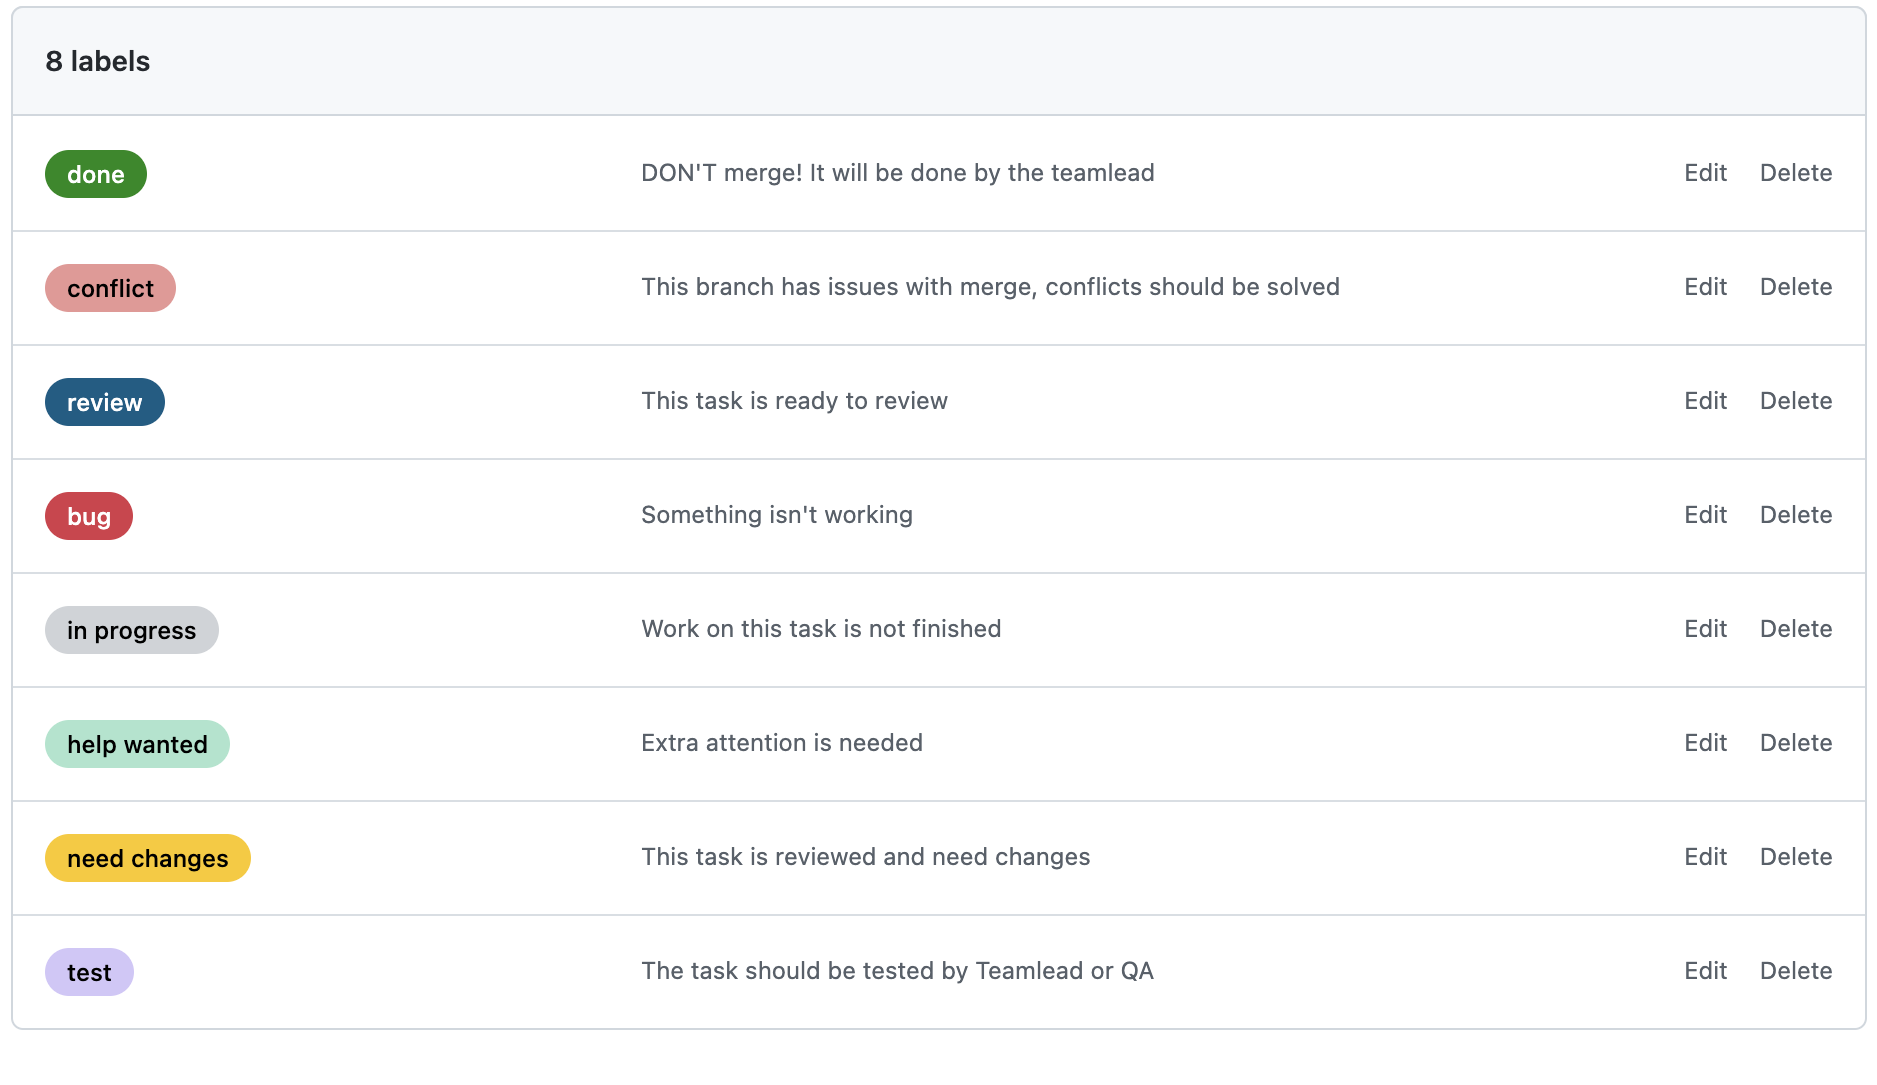 8 labels
done DON'T merge! It will be done by the teamlead Edit Delete
conflict This branch has issues with merge, conflicts should be solved Edit Delete
review This task is ready to review Edit Delete
bug Something isn't working Edit Delete
in progress Work on this task is not finished Edit Delete
help wanted Extra attention is needed Edit Delete
need changes This task is reviewed and need changes Edit Delete
test The task should be tested by Teamlead or QA Edit Delete